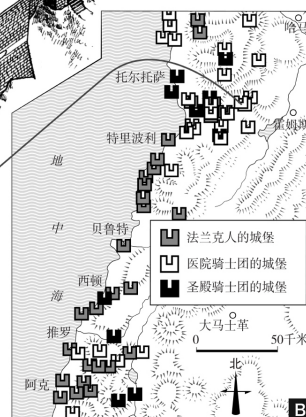 哈马
托尔托萨
霍姆斯
特里波利
地
中
海
贝鲁特
法兰克人的城堡
医院骑士团的城堡
圣殿骑士团的城堡
西顿
大马士革
0 50千米
推罗
北
阿克
B